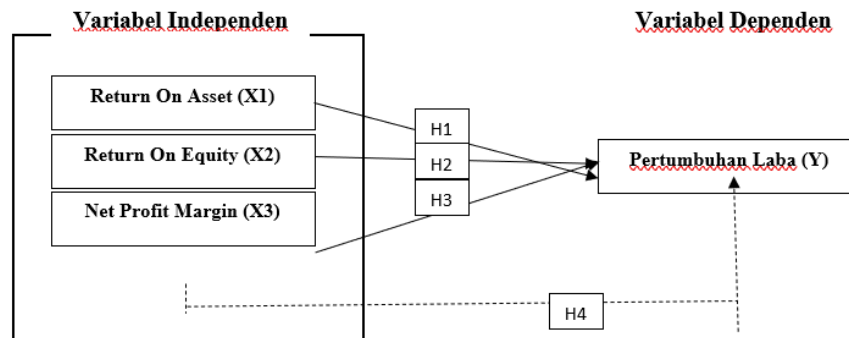 Variabel Independen
Variabel Dependen
Return On Asset (X1)
H1
Return On Equity (X2)
H2
Pertumbuhan Laba (Y)
Net Profit Margin (X3)
H3
H4